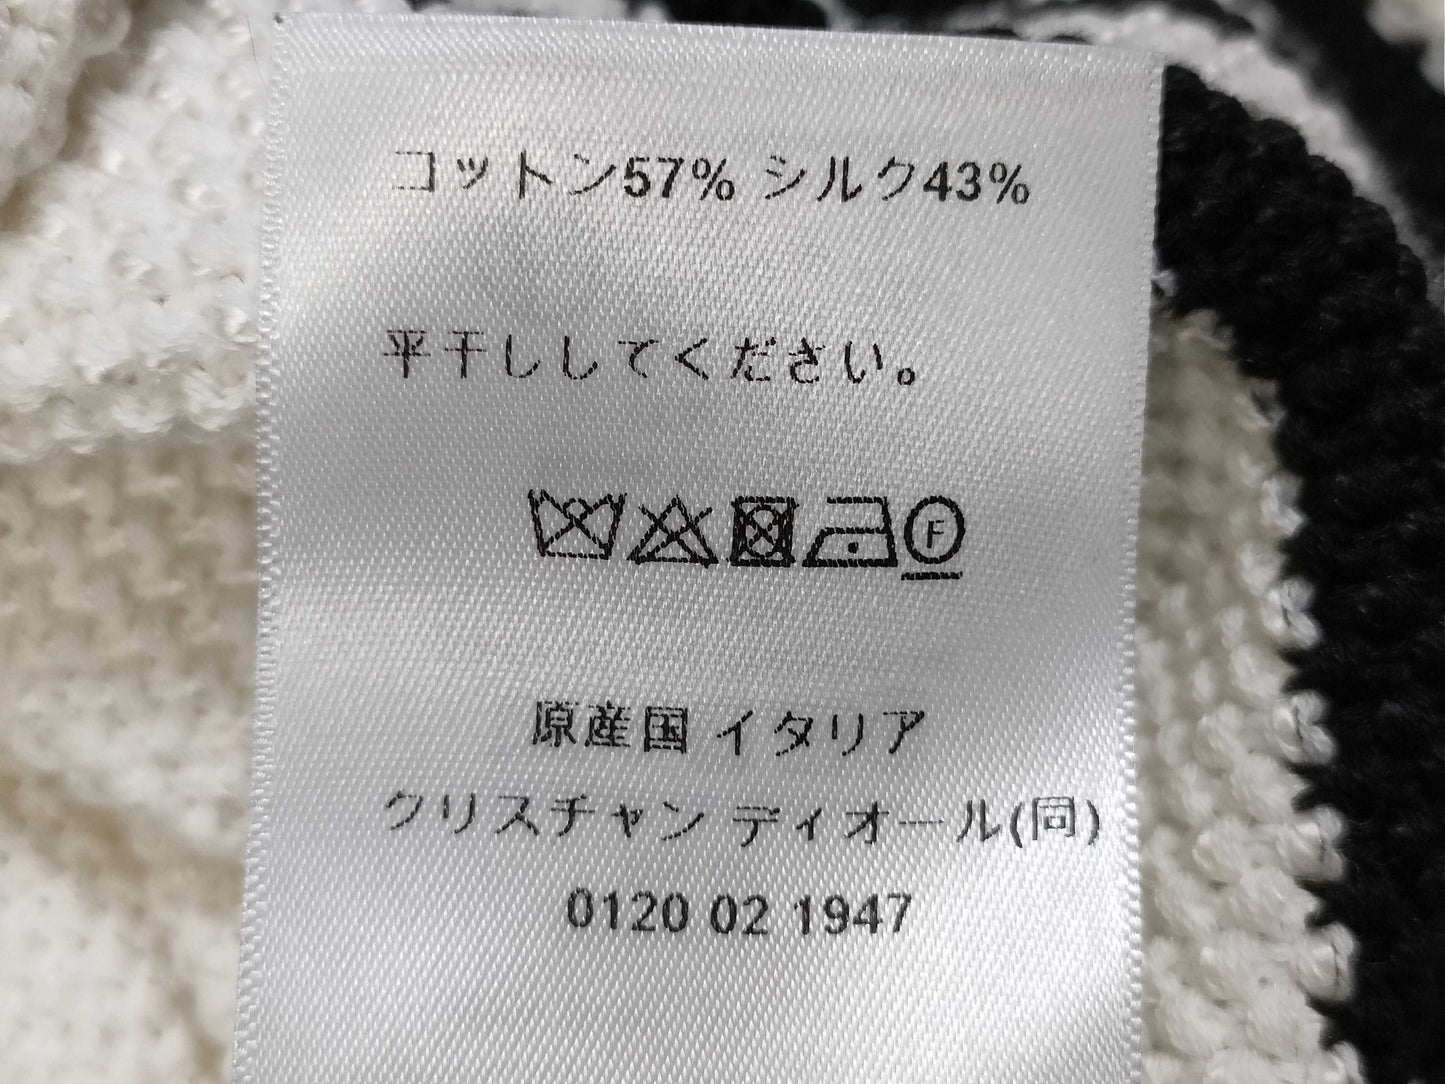 コットン57% シルク43%
平干ししてください。
F
原産国 イタリア
クリスチャン ディオール(同)
0120 02 1947